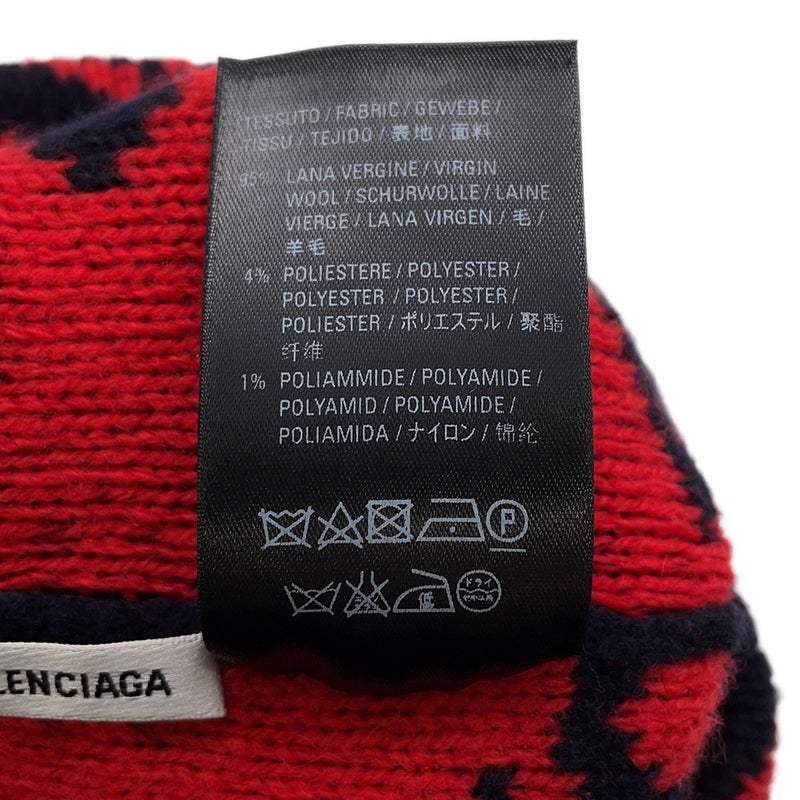 TESSUTO / FABRIC / GEWEBE /
TISSU / TEJIDO / 表地 / 面料
95% LANA VERGINE / VIRGIN
WOOL / SCHURWOLLE / LAINE
VIERGE / LANA VIRGEN / 毛 /
羊毛
4% POLIESTERE / POLYESTER /
POLYESTER / POLYESTER /
POLIESTER / ポリエステル / 聚酯
纤维
1% POLIAMMIDE / POLYAMIDE /
POLYAMID / POLYAMIDE /
POLIAMIDA / ナイロン / 锦纶
P
低 ドライ
LENCIAGA